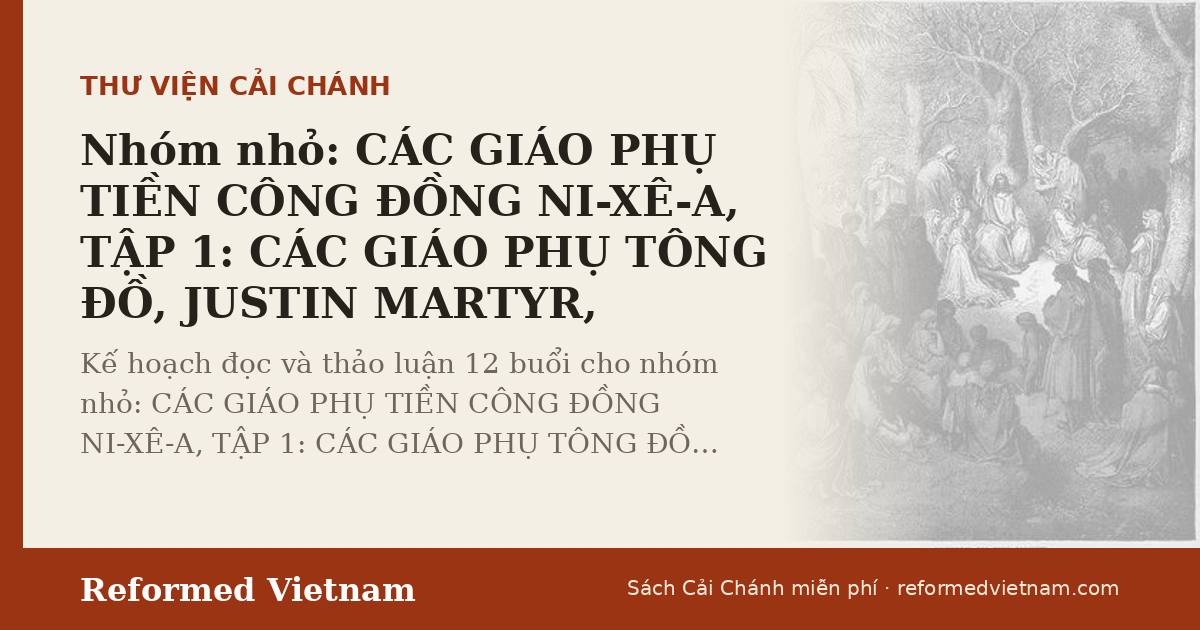 THƯ VIỆN CẢI CHÁNH
Nhóm nhỏ: CÁC GIÁO PHỤ
TIỀN CÔNG ĐỒNG NI-XÊ-A,
TẬP 1: CÁC GIÁO PHỤ TÔNG
ĐỒ, JUSTIN MARTYR,
Kế hoạch đọc và thảo luận 12 buổi cho nhóm
nhỏ: CÁC GIÁO PHỤ TIỀN CÔNG ĐỒNG
NI-XÊ-A, TẬP 1: CÁC GIÁO PHỤ TÔNG ĐỒ...
Reformed Vietnam
Sách Cải Chánh miễn phí · reformedvietnam.com